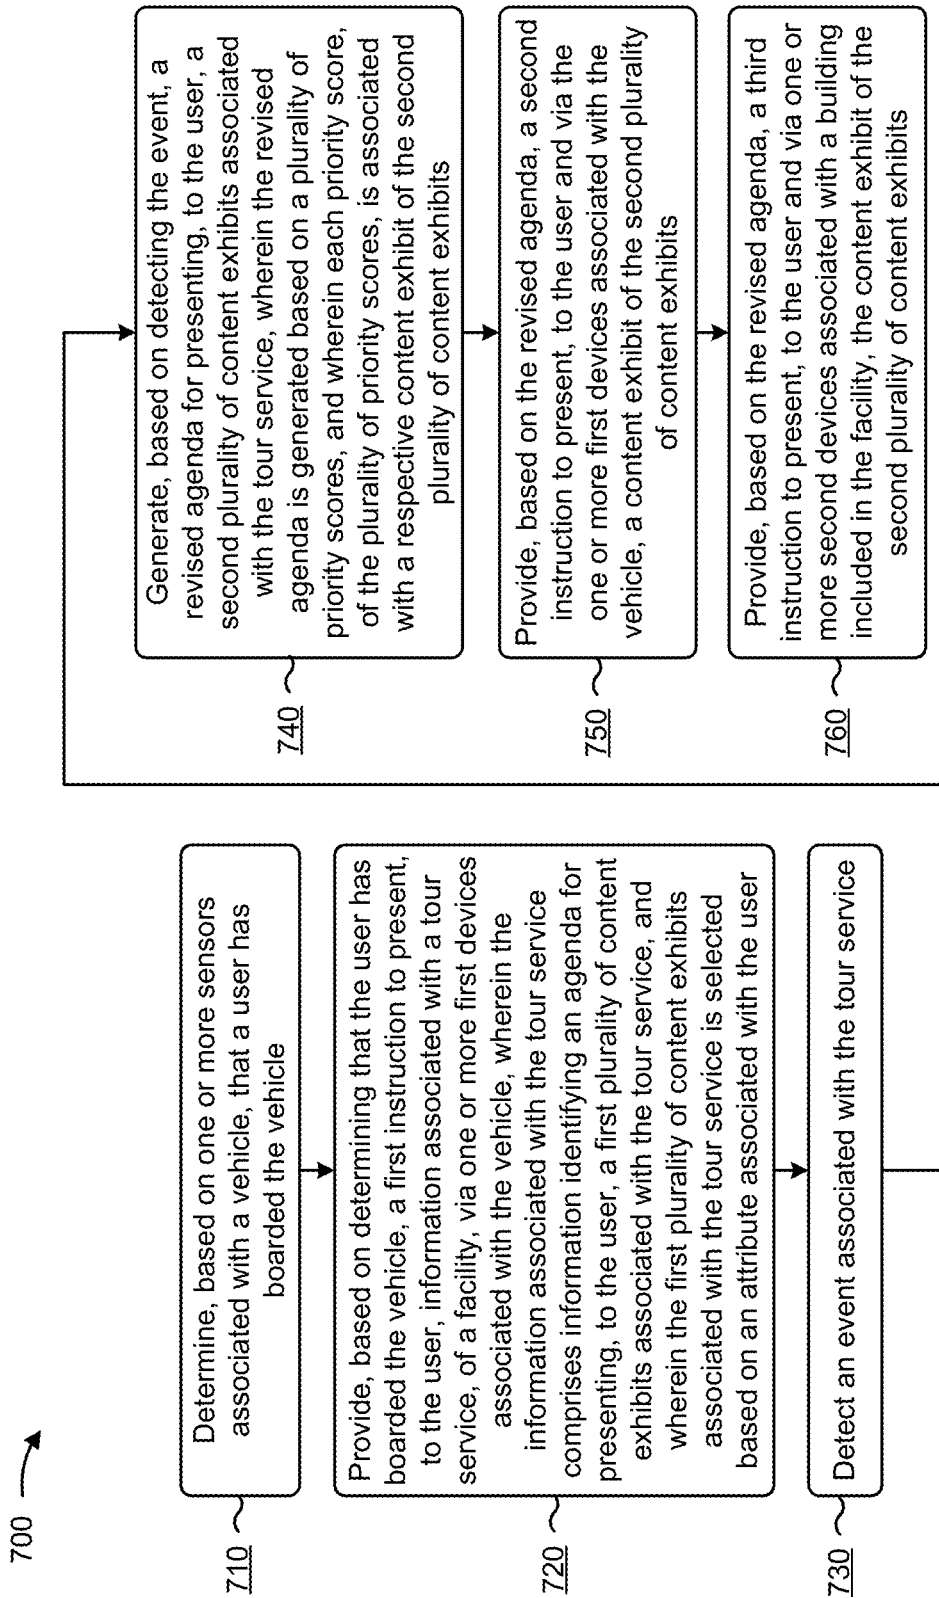 700
710
Determine, based on one or more sensors
associated with a vehicle, that a user has
boarded the vehicle
720
Provide, based on determining that the user has
boarded the vehicle, a first instruction to present,
to the user, information associated with a tour
service, of a facility, via one or more first devices
associated with the vehicle, wherein the
information associated with the tour service
comprises information identifying an agenda for
presenting, to the user, a first plurality of content
exhibits associated with the tour service, and
wherein the first plurality of content exhibits
associated with the tour service is selected
based on an attribute associated with the user
730
Detect an event associated with the tour service
740
Generate, based on detecting the event, a
revised agenda for presenting, to the user, a
second plurality of content exhibits associated
with the tour service, wherein the revised
agenda is generated based on a plurality of
priority scores, and wherein each priority score,
of the plurality of priority scores, is associated
with a respective content exhibit of the second
plurality of content exhibits
750
Provide, based on the revised agenda, a second
instruction to present, to the user and via the
one or more first devices associated with the
vehicle, a content exhibit of the second plurality
of content exhibits
760
Provide, based on the revised agenda, a third
instruction to present, to the user and via one or
more second devices associated with a building
included in the facility, the content exhibit of the
second plurality of content exhibits